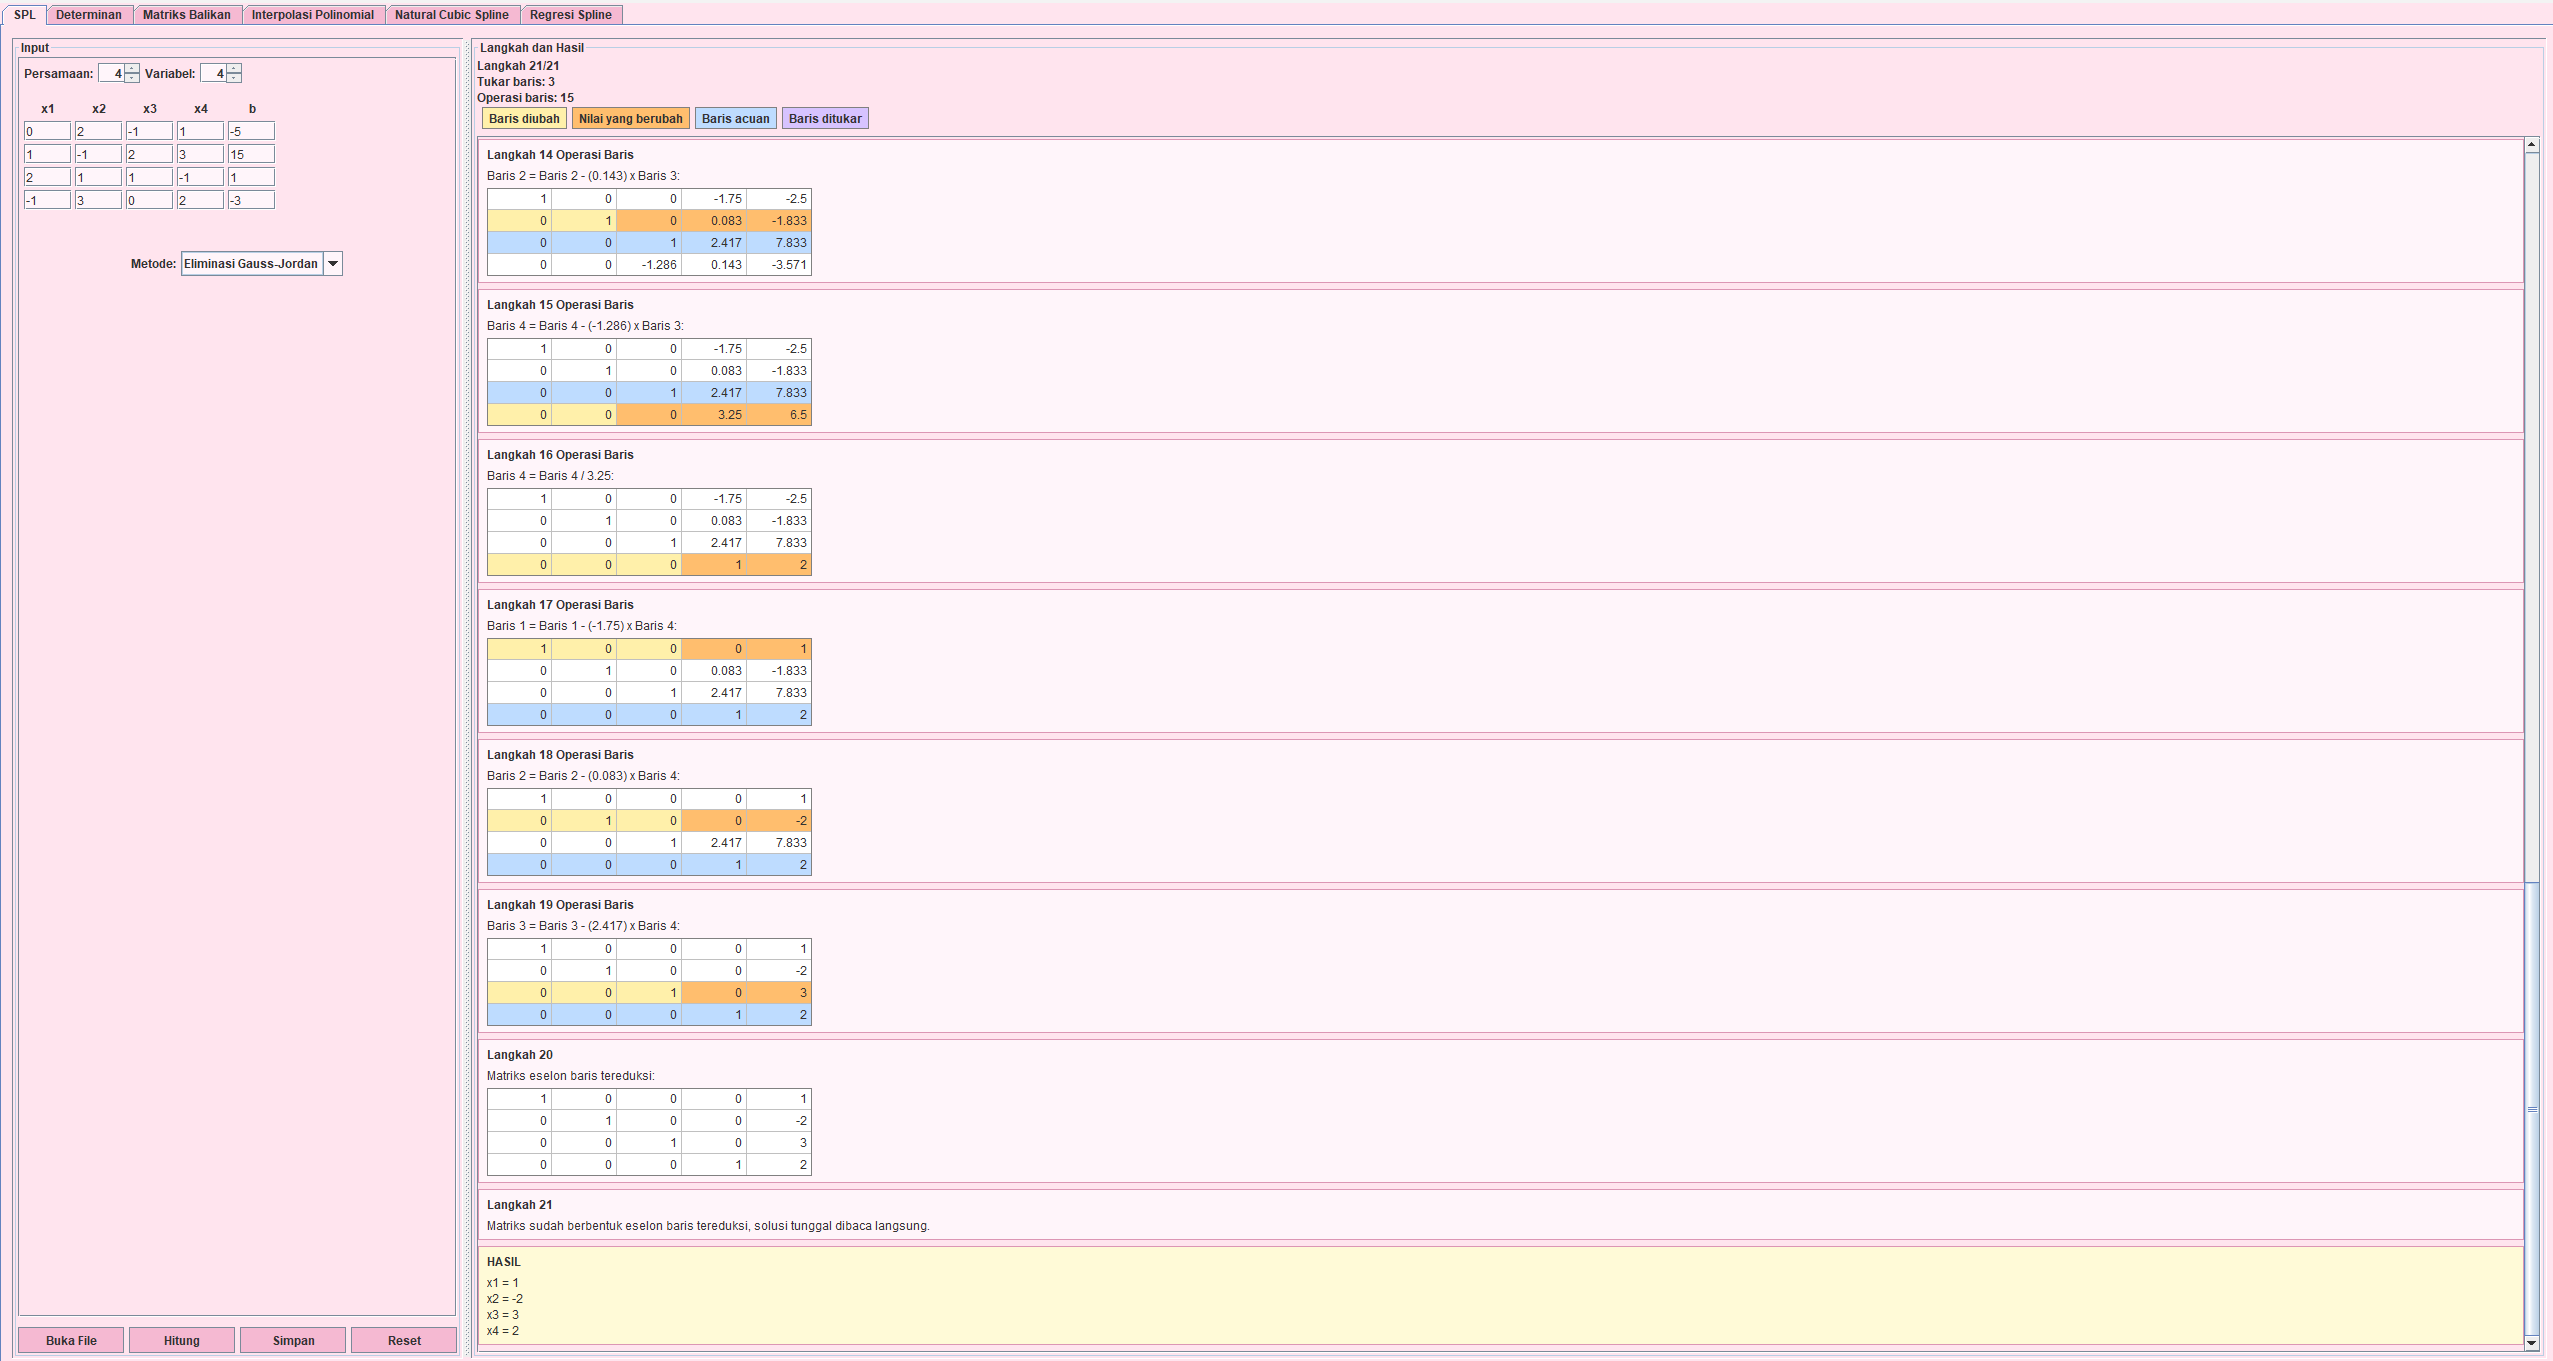 SPL Determinan Matriks Balikan Interpolasi Polinomial Natural Cubic Spline Regresi Spline
Input
Persamaan: 4 Variabel: 4
x1 x2 x3 x4 b
0 2 -1 1 -5
1 -1 2 3 15
2 1 1 -1 1
-1 3 0 2 -3
Metode: Eliminasi Gauss-Jordan
Buka File Hitung Simpan Reset
Langkah dan Hasil
Langkah 21/21
Tukar baris: 3
Operasi baris: 15
Baris diubah Nilai yang berubah Baris acuan Baris ditukar
Langkah 14 Operasi Baris
Baris 2 = Baris 2 - (0.143) x Baris 3:
1 0 0 -1.75 -2.5
0 1 0 0.083 -1.833
0 0 1 2.417 7.833
0 0 -1.286 0.143 -3.571
Langkah 15 Operasi Baris
Baris 4 = Baris 4 - (-1.286) x Baris 3:
1 0 0 -1.75 -2.5
0 1 0 0.083 -1.833
0 0 1 2.417 7.833
0 0 0 3.25 6.5
Langkah 16 Operasi Baris
Baris 4 = Baris 4 / 3.25:
1 0 0 -1.75 -2.5
0 1 0 0.083 -1.833
0 0 1 2.417 7.833
0 0 0 1 2
Langkah 17 Operasi Baris
Baris 1 = Baris 1 - (-1.75) x Baris 4:
1 0 0 0 1
0 1 0 0.083 -1.833
0 0 1 2.417 7.833
0 0 0 1 2
Langkah 18 Operasi Baris
Baris 2 = Baris 2 - (0.083) x Baris 4:
1 0 0 0 1
0 1 0 0 -2
0 0 1 2.417 7.833
0 0 0 1 2
Langkah 19 Operasi Baris
Baris 3 = Baris 3 - (2.417) x Baris 4:
1 0 0 0 1
0 1 0 0 -2
0 0 1 0 3
0 0 0 1 2
Langkah 20
Matriks eselon baris tereduksi:
1 0 0 0 1
0 1 0 0 -2
0 0 1 0 3
0 0 0 1 2
Langkah 21
Matriks sudah berbentuk eselon baris tereduksi, solusi tunggal dibaca langsung.
HASIL
x1 = 1
x2 = -2
x3 = 3
x4 = 2